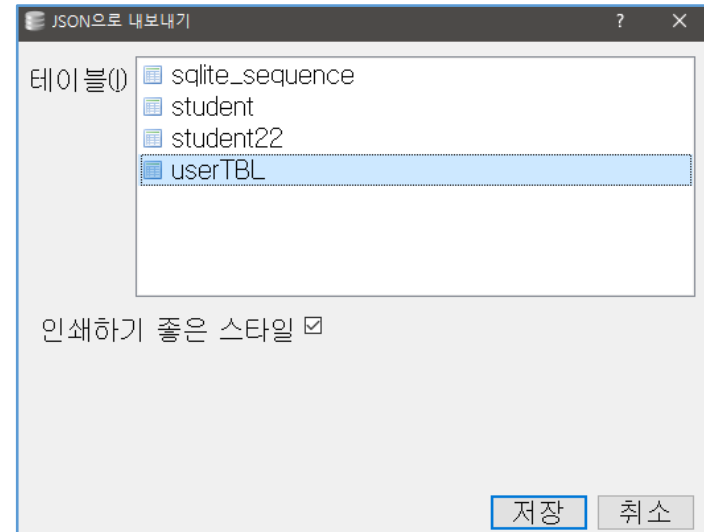 JSON으로 내보내기
테이블(I)
sqlite_sequence
student
student22
userTBL
인쇄하기 좋은 스타일
저장 취소